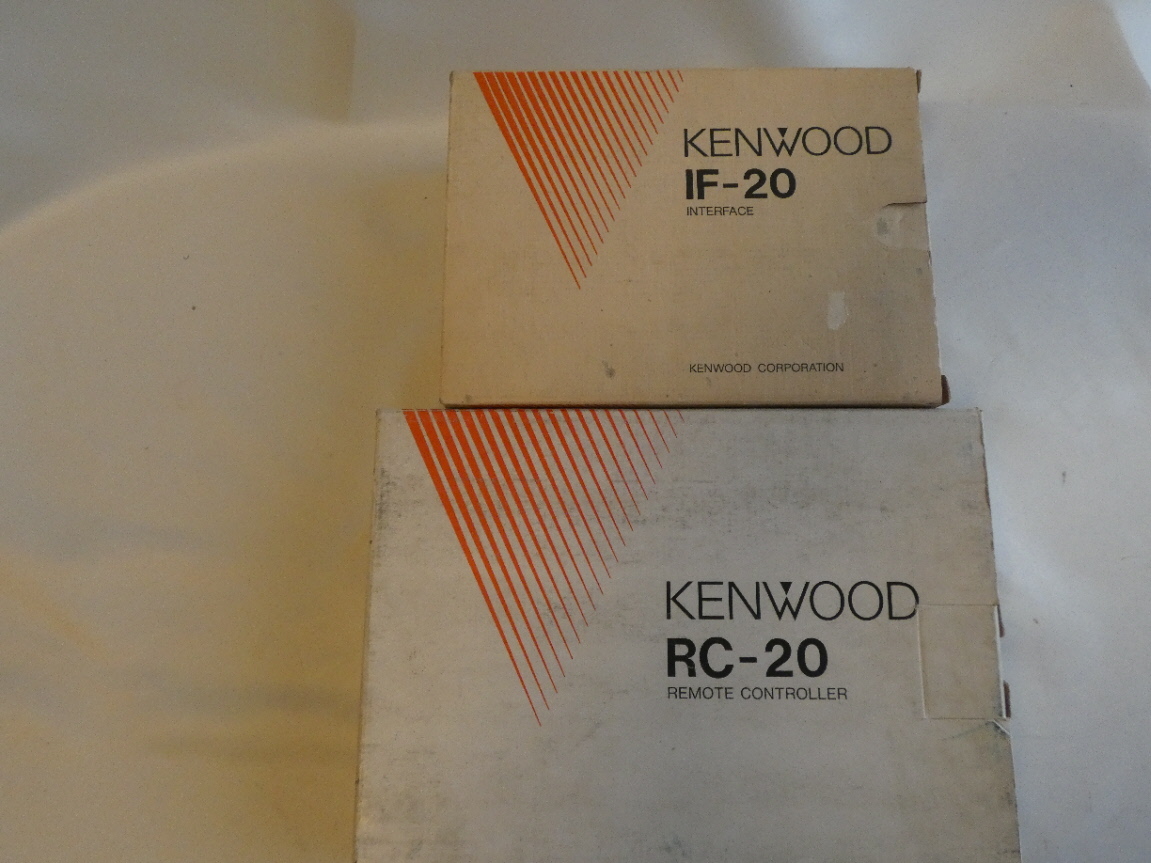 KENWOOD
IF-20
INTERFACE
KENWOOD CORPORATION
KENWOOD
RC-20
REMOTE CONTROLLER